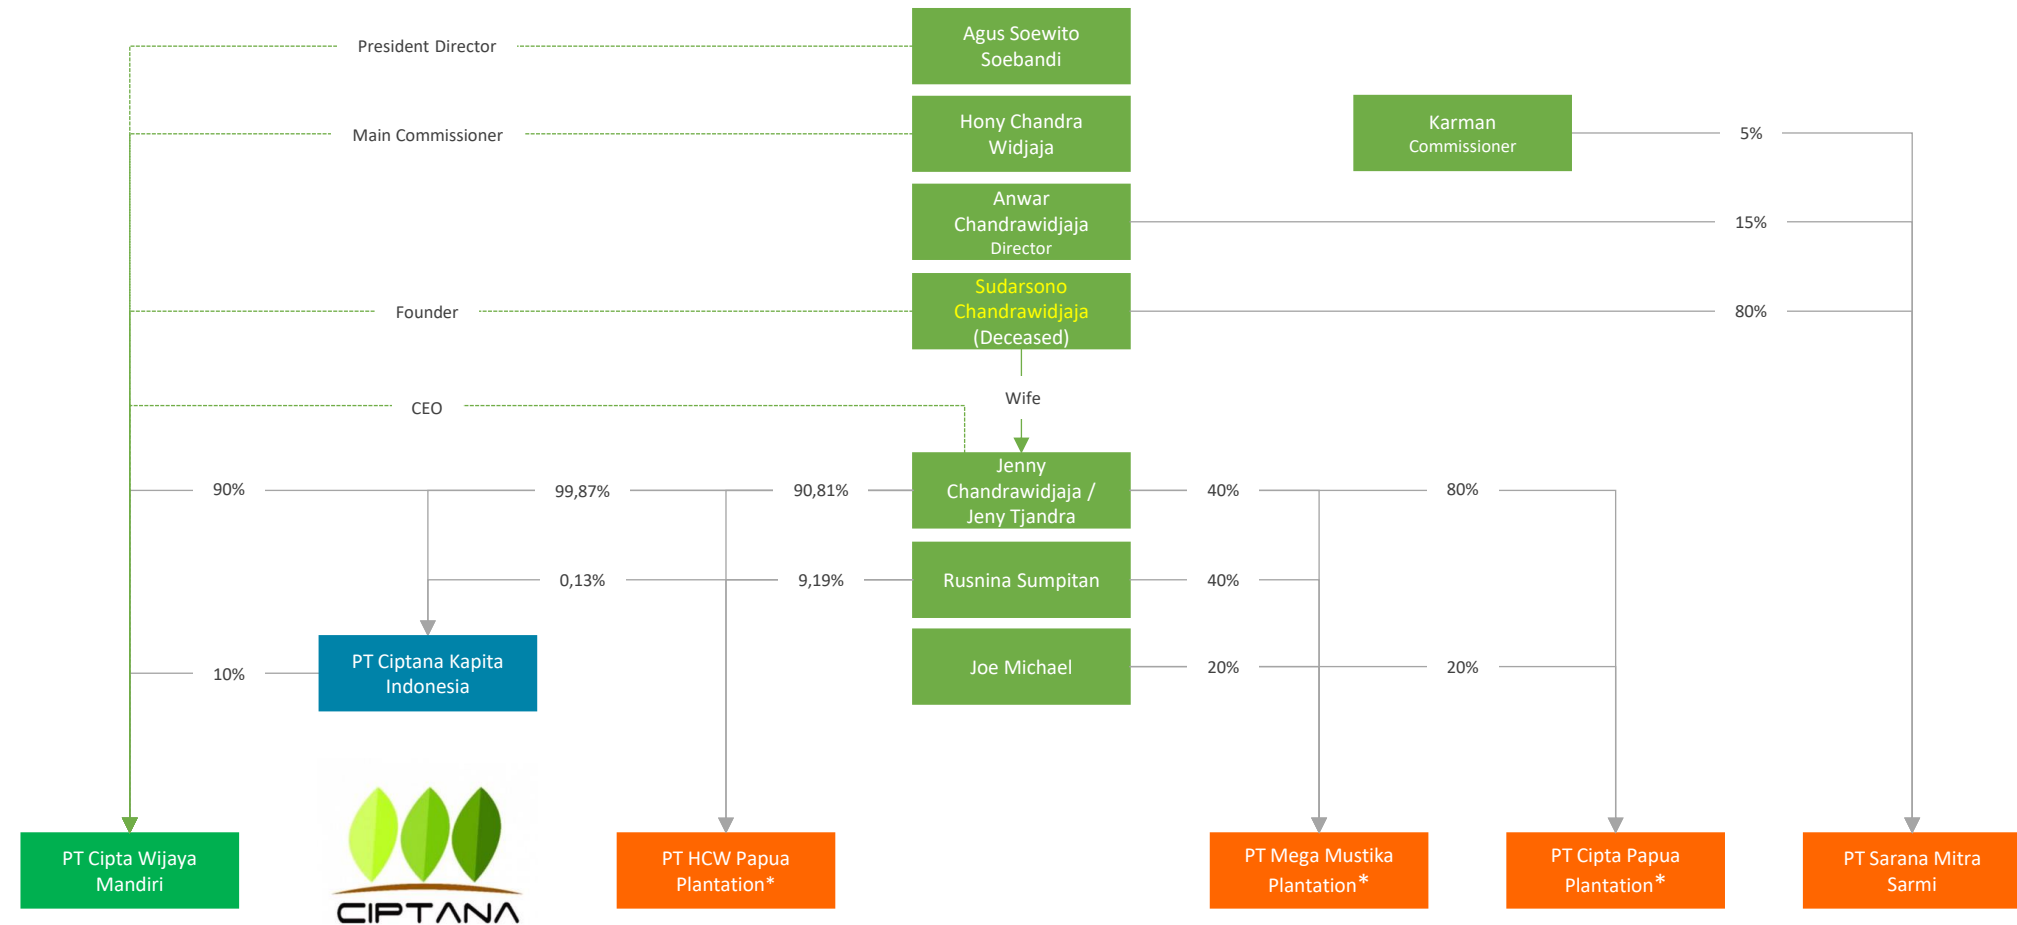 President Director
Agus Soewito
Soebandi
Main Commissioner
Hony Chandra
Widjaja
Karman
Commissioner
5%
Anwar
Chandrawidjaja
Director
15%
Founder
Sudarsono
Chandrawidjaja
(Deceased)
80%
Wife
CEO
90%
99,87%
90,81%
Jenny
Chandrawidjaja /
Jeny Tjandra
40%
80%
0,13%
9,19%
Rusnina Sumpitan
40%
10%
PT Ciptana Kapita
Indonesia
Joe Michael
20%
20%
PT Cipta Wijaya
Mandiri
CIPTANA
PT HCW Papua
Plantation*
PT Mega Mustika
Plantation*
PT Cipta Papua
Plantation*
PT Sarana Mitra
Sarmi